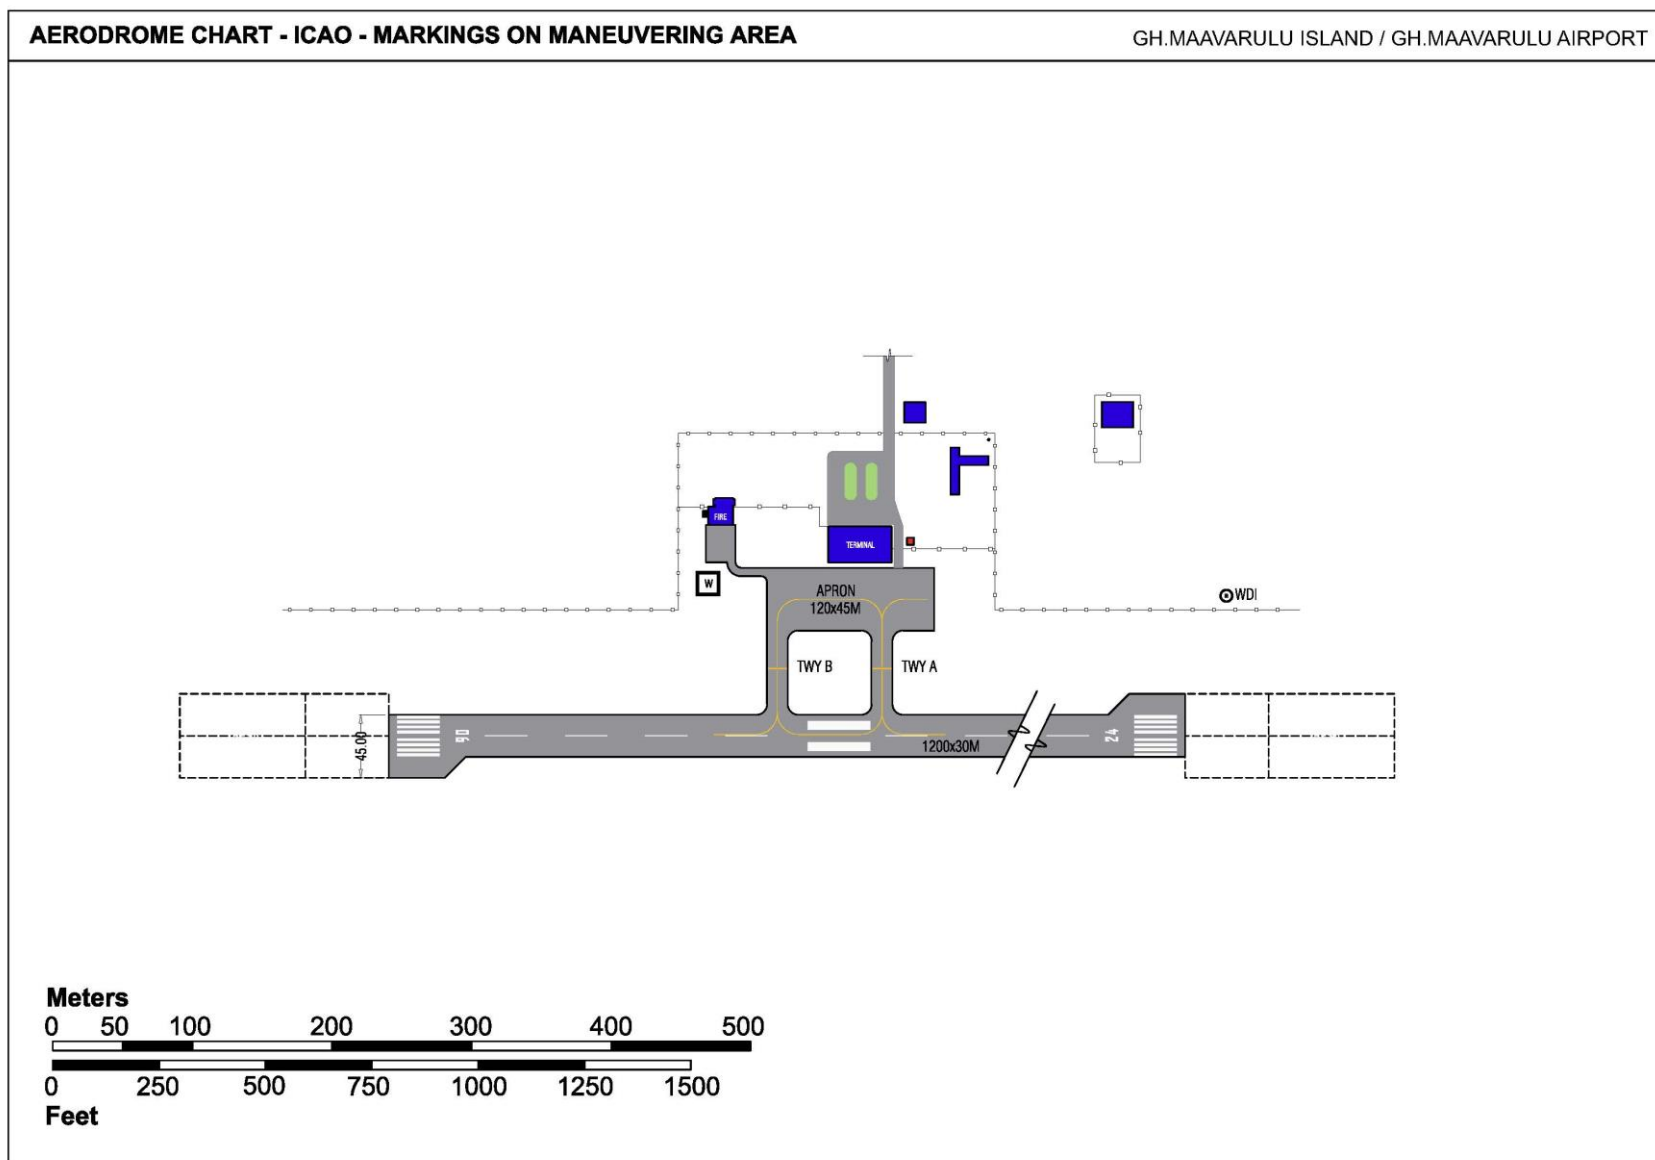 AERODROME CHART - ICAO - MARKINGS ON MANEUVERING AREA
GH.MAAVARULU ISLAND / GH.MAAVARULU AIRPORT
FIRE
TERMINAL
W
APRON
120x45M
WDI
TWY B
TWY A
45.00
06
24
1200x30M
Meters
0 50 100 200 300 400 500
0 250 500 750 1000 1250 1500
Feet